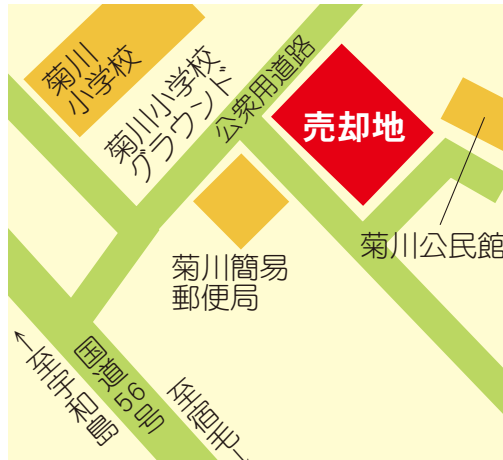 菊川
小学校
菊川小学校
グラウンド
公衆用道路
売却地
菊川公民館
菊川簡易
郵便局
国道56号
←至宇和島
至宿毛→